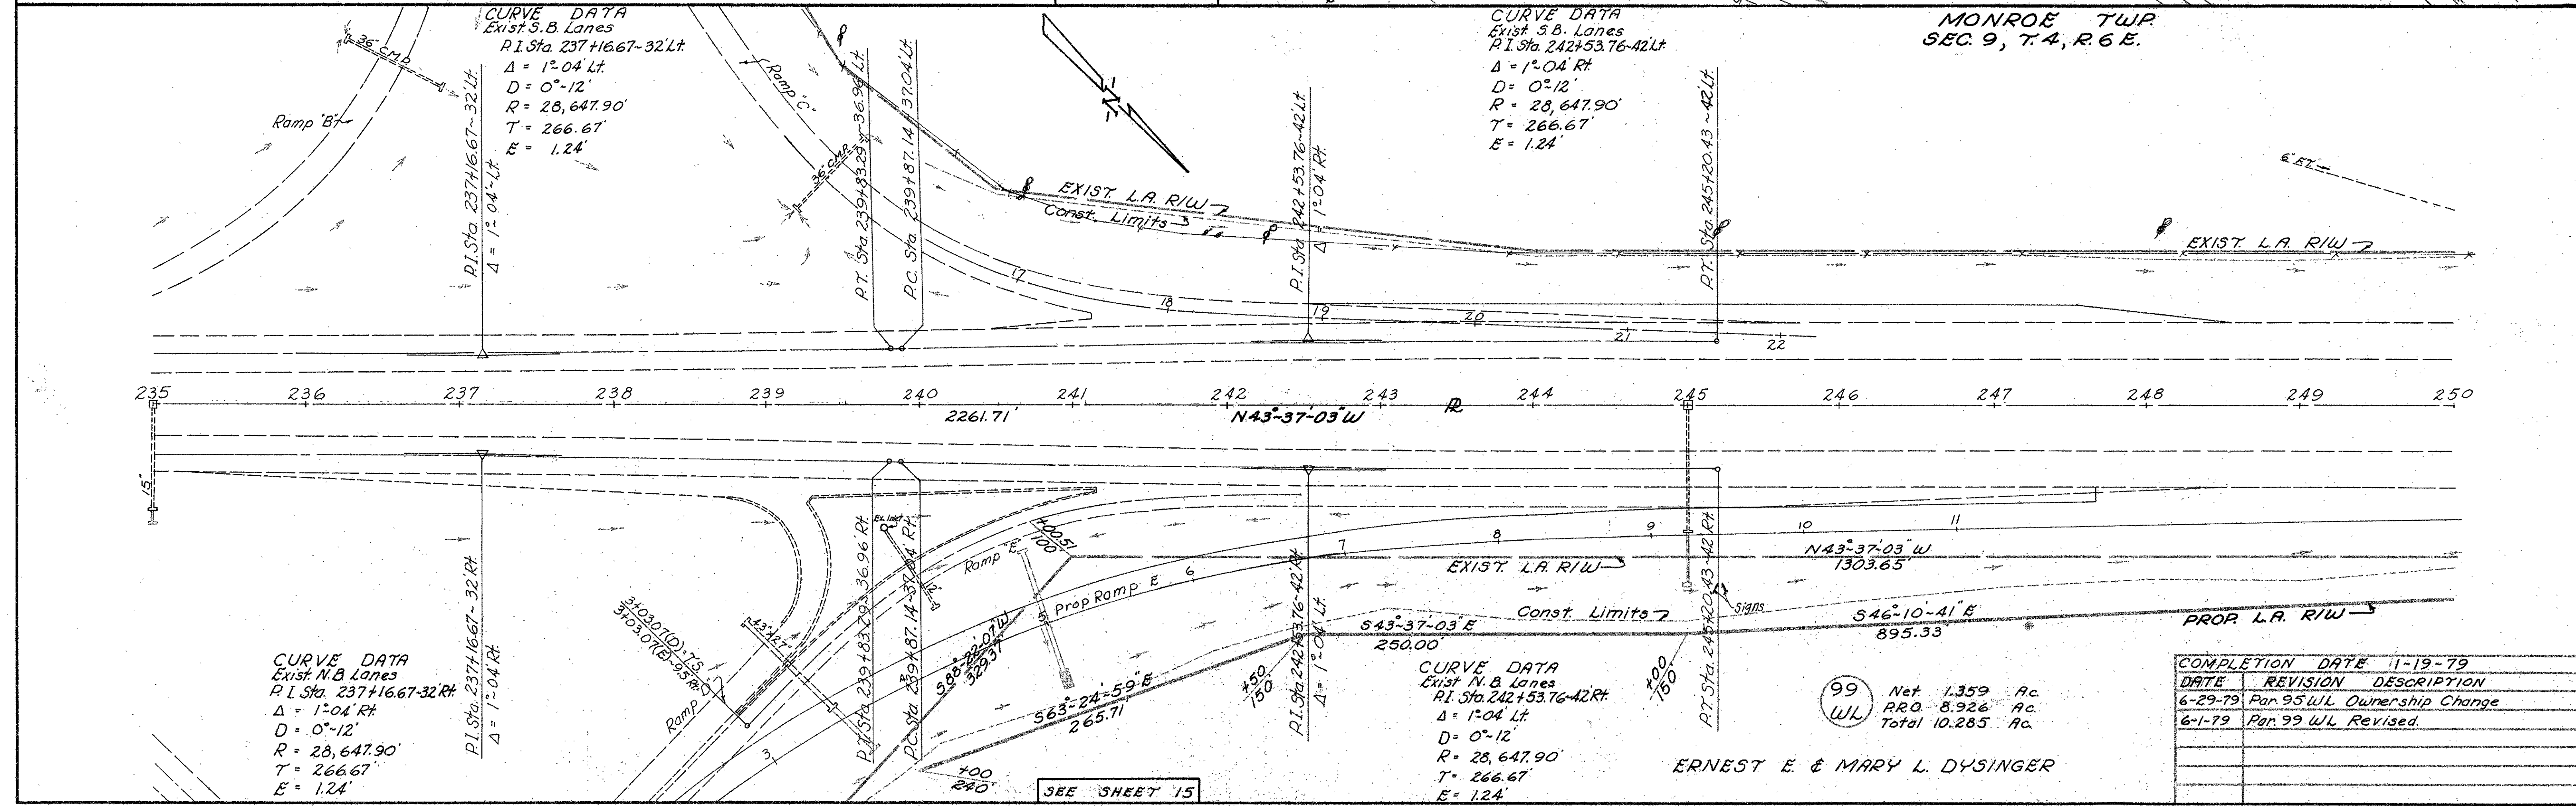 CURVE DATA
Exist. S.B. Lanes
P.I. Sta. 237+16.67~32' Lt.
Δ = 1°-04' Lt.
D = 0°-12'
R = 28,647.90'
T = 266.67'
E = 1.24'
CURVE DATA
Exist. S.B. Lanes
P.I. Sta. 242+53.76~42' Lt.
Δ = 1°-04' Rt.
D = 0°-12'
R = 28,647.90'
T = 266.67'
E = 1.24'
MONROE TWP.
SEC. 9, T. 4, R. 6 E.
36" CMP
Ramp "B"
Ramp "C"
36" CMP
P.I. Sta. 237+16.67~32' Lt.
Δ = 1°-04' Lt.
P.T. Sta. 239+83.29~36.96' Lt.
P.C. Sta. 239+87.14~37.04' Lt.
P.I. Sta. 242+53.76~42' Lt.
Δ = 1°-04' Rt.
P.T. Sta. 245+20.43~42' Lt.
EXIST. L.A. R/W
Const. Limits
EXIST. L.A. R/W
17 18 19 20 21 22
235 236 237 238 239 240 241 242 243 244 245 246 247 248 249 250
2261.71'
N43°-37'-03"W
15"
P.I. Sta. 237+16.67~32' Rt.
Δ = 1°-04' Rt.
P.T. Sta. 239+83.29~36.96' Rt.
P.C. Sta. 239+87.14~37.04' Rt.
P.I. Sta. 242+53.76~42' Rt.
Δ = 1°-04' Lt.
P.T. Sta. 245+20.43~42' Rt.
Ex. Inlet
12"
Ramp "E"
+00.51
100'
Prop Ramp E
3 5 6 7 8 9 10 11
EXIST. L.A. R/W
N43°-37'-03"W
1303.65'
3+03.07(D)=T.S.
3+03.07(E)~95' Rt.
43"x27"
Ramp "D"
S88°-22'-07"W
329.37'
S63°-24'-59"E
265.71'
+00
240'
+50
150'
S43°-37'-03"E
250.00'
Const. Limits
+00
150'
Signs
S46°-10'-41"E
895.33'
PROP. L.A. R/W
CURVE DATA
Exist. N.B. Lanes
P.I. Sta. 237+16.67-32' Rt.
Δ = 1°-04' Rt.
D = 0°-12'
R = 28,647.90'
T = 266.67'
E = 1.24'
SEE SHEET 15
CURVE DATA
Exist. N.B. Lanes
P.I. Sta. 242+53.76-42' Rt.
Δ = 1°-04' Lt.
D = 0°-12'
R = 28,647.90'
T = 266.67'
E = 1.24'
99
WL
Net 1.359 Ac.
P.R.O. 8.926 Ac.
Total 10.285 Ac.
ERNEST E. & MARY L. DYSINGER
COMPLETION DATE 1-19-79
DATE REVISION DESCRIPTION
6-29-79 Par. 95 WL Ownership Change
6-1-79 Par. 99 WL Revised.